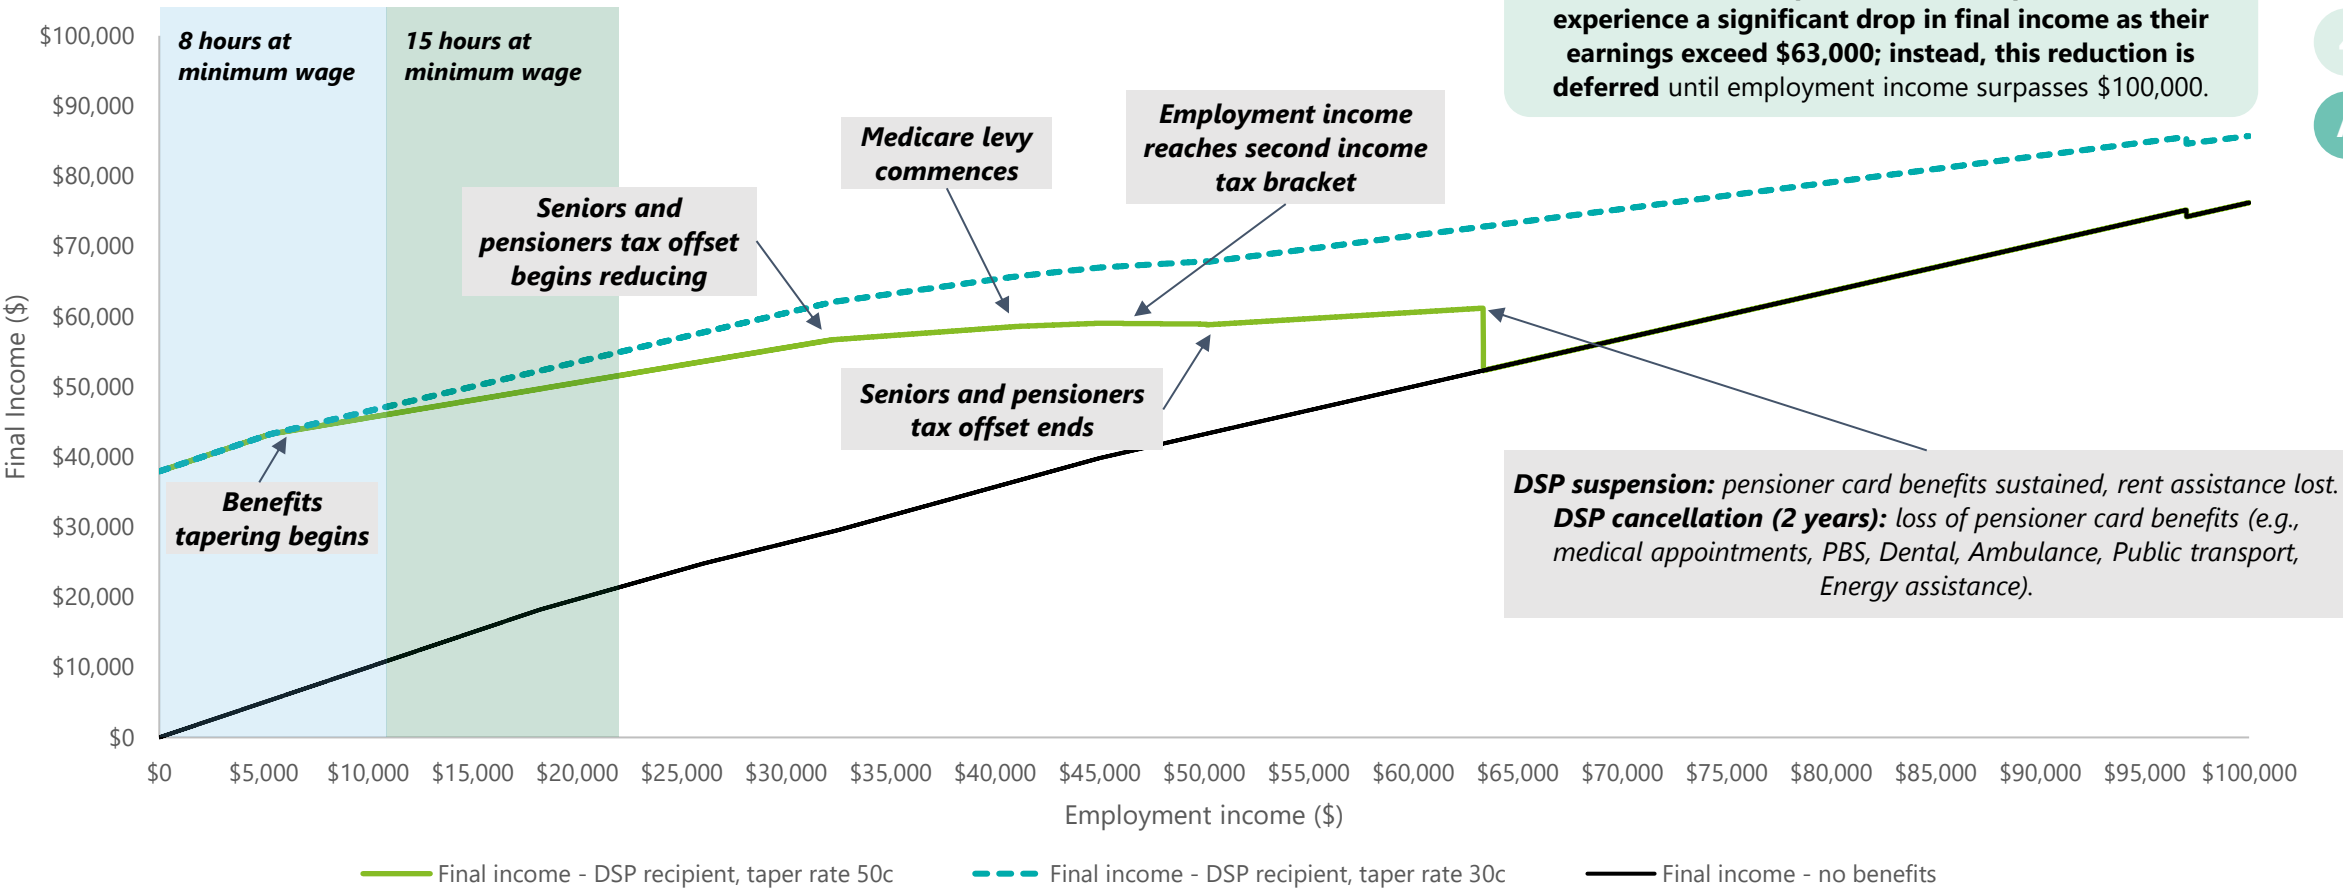 experience a significant drop in final income as their
earnings exceed $63,000; instead, this reduction is
deferred until employment income surpasses $100,000.
$100,000
$90,000
$80,000
$70,000
$60,000
$50,000
$40,000
$30,000
$20,000
$10,000
$0
Final Income ($)
8 hours at
minimum wage
15 hours at
minimum wage
Seniors and
pensioners tax offset
begins reducing
Medicare levy
commences
Employment income
reaches second income
tax bracket
Benefits
tapering begins
Seniors and pensioners
tax offset ends
DSP suspension: pensioner card benefits sustained, rent assistance lost.
DSP cancellation (2 years): loss of pensioner card benefits (e.g.,
medical appointments, PBS, Dental, Ambulance, Public transport,
Energy assistance).
$0 $5,000 $10,000 $15,000 $20,000 $25,000 $30,000 $35,000 $40,000 $45,000 $50,000 $55,000 $60,000 $65,000 $70,000 $75,000 $80,000 $85,000 $90,000 $95,000 $100,000
Employment income ($)
Final income - DSP recipient, taper rate 50c
Final income - DSP recipient, taper rate 30c
Final income - no benefits